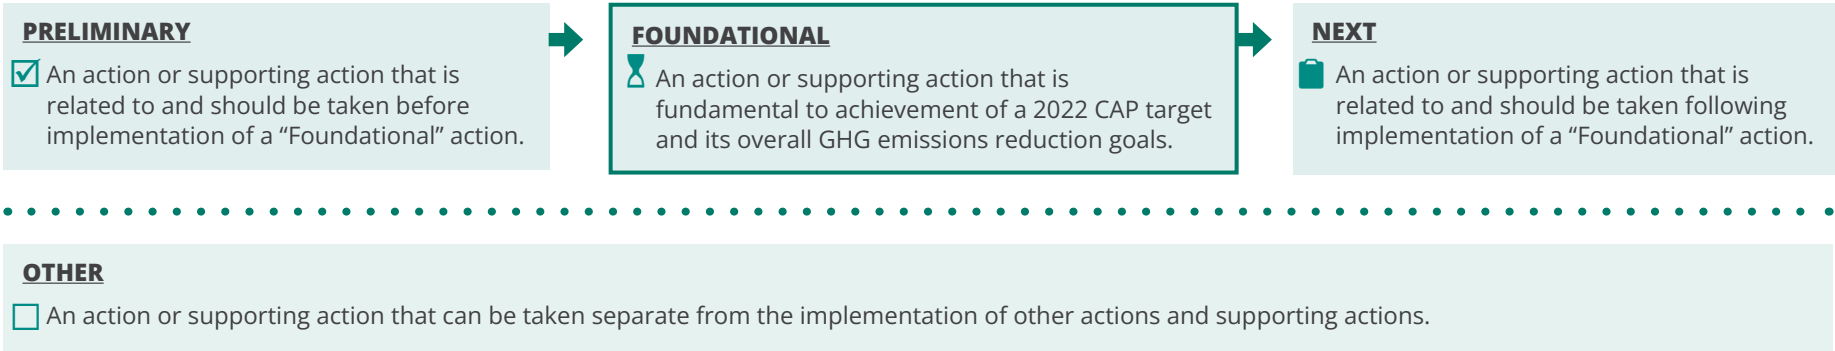 PRELIMINARY
An action or supporting action that is
related to and should be taken before
implementation of a “Foundational” action.
FOUNDATIONAL
An action or supporting action that is
fundamental to achievement of a 2022 CAP target
and its overall GHG emissions reduction goals.
NEXT
An action or supporting action that is
related to and should be taken following
implementation of a “Foundational” action.
OTHER
An action or supporting action that can be taken separate from the implementation of other actions and supporting actions.